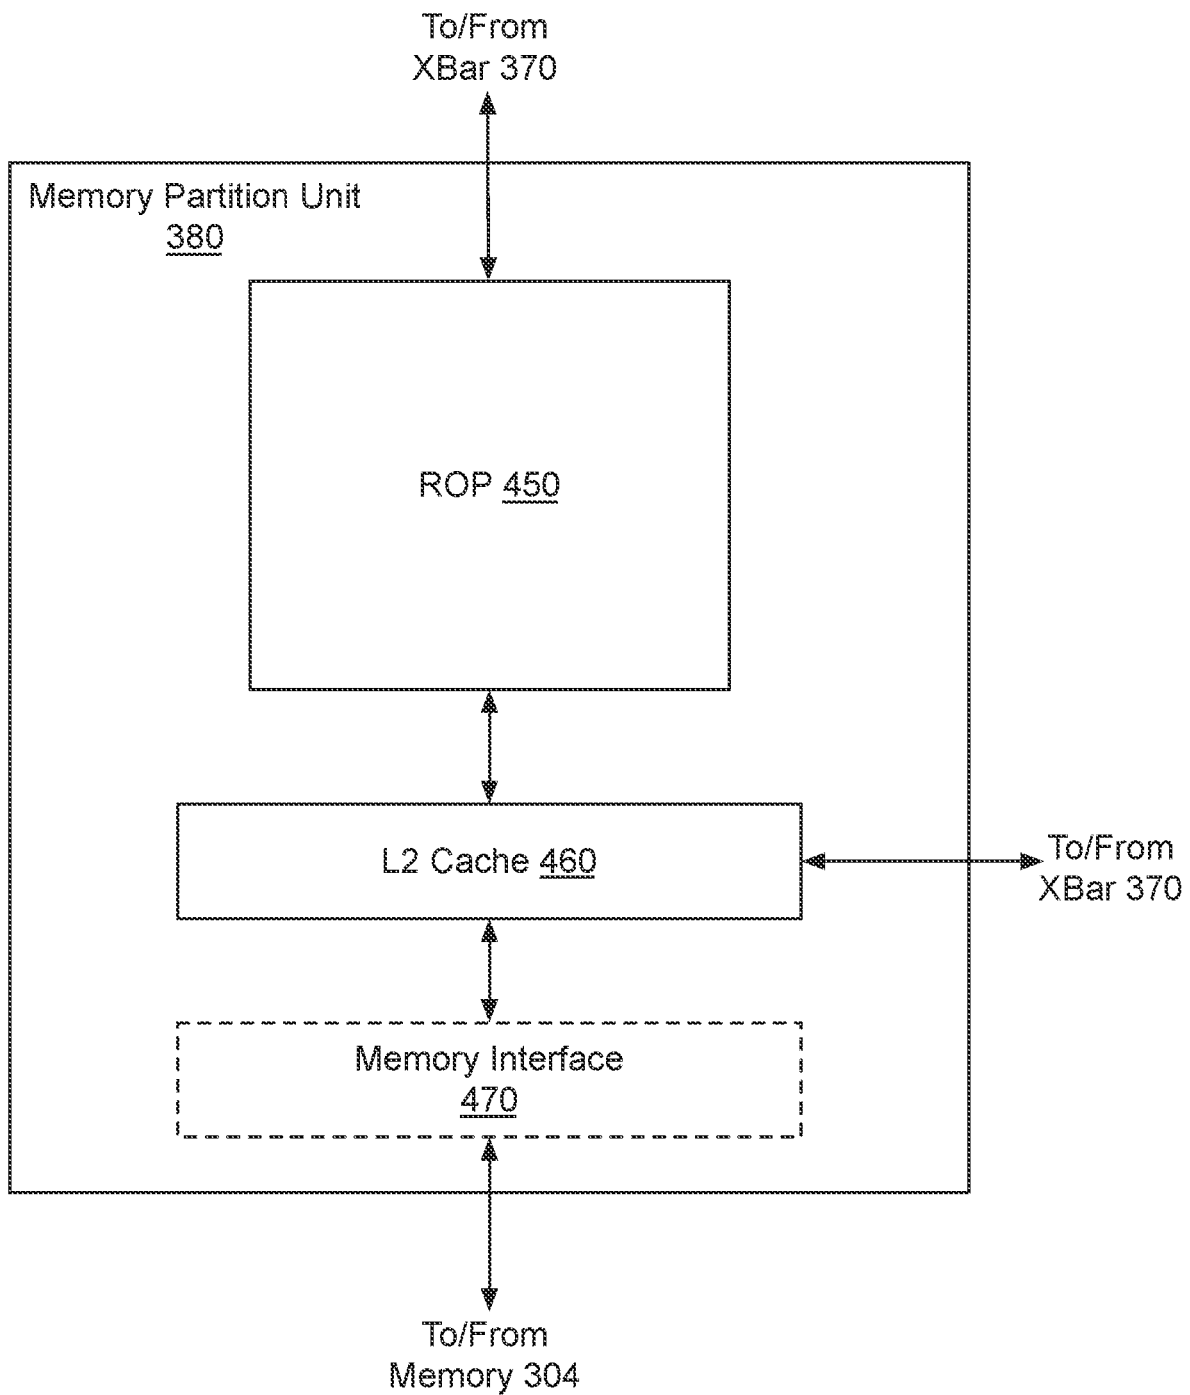 To/From
XBar 370
Memory Partition Unit
380
ROP 450
L2 Cache 460
To/From
XBar 370
Memory Interface
470
To/From
Memory 304